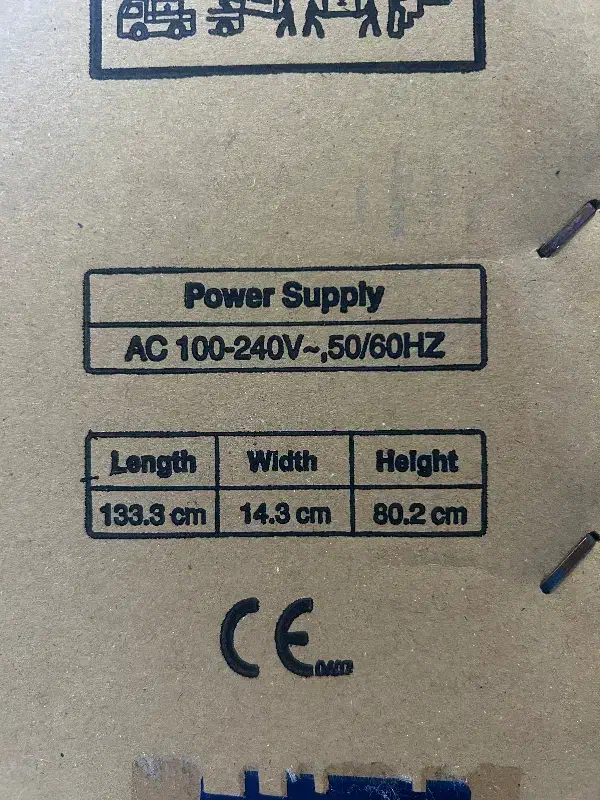 Power Supply
AC 100-240V~,50/60HZ
Length Width Height
133.3 cm 14.3 cm 80.2 cm
CE